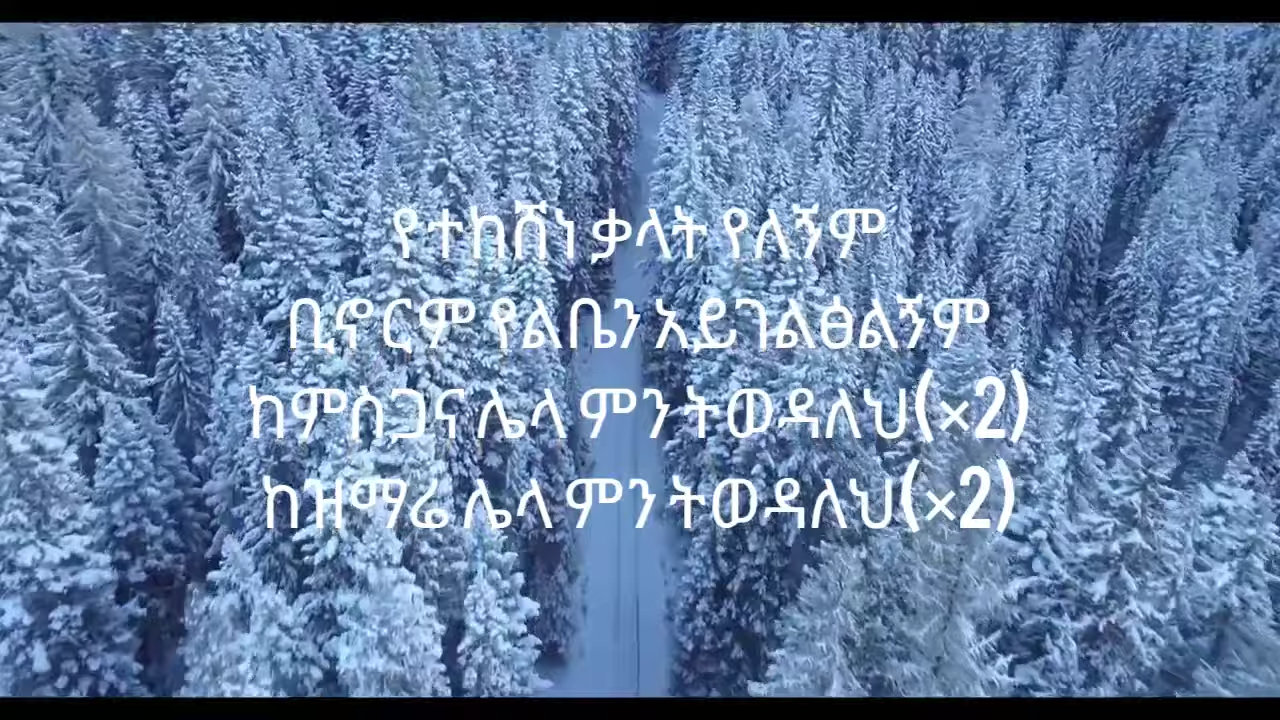 የተከሸነ ቃላት የለኝም
ቢኖርም የልቤን አይገልፅልኝም
ከምስጋና ሌላ ምን ትወዳለህ(×2)
ከዝማሬ ሌላ ምን ትወዳለህ(×2)